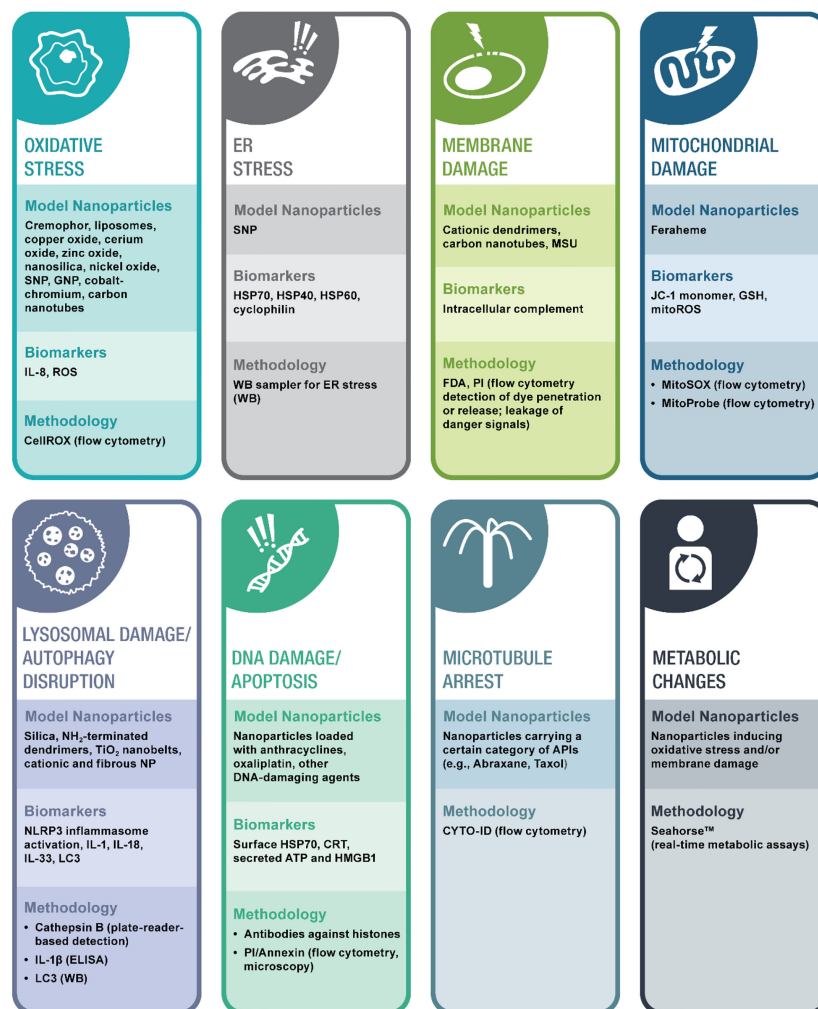 OXIDATIVE
STRESS
Model Nanoparticles
Cremophor, liposomes,
copper oxide, cerium
oxide, zinc oxide,
nanosilica, nickel oxide,
SNP, GNP, cobalt-
chromium, carbon
nanotubes
Biomarkers
IL-8, ROS
Methodology
CellROX (flow cytometry)
ER
STRESS
Model Nanoparticles
SNP
Biomarkers
HSP70, HSP40, HSP60,
cyclophilin
Methodology
WB sampler for ER stress
(WB)
MEMBRANE
DAMAGE
Model Nanoparticles
Cationic dendrimers,
carbon nanotubes, MSU
Biomarkers
Intracellular complement
Methodology
FDA, PI (flow cytometry
detection of dye penetration
or release; leakage of
danger signals)
MITOCHONDRIAL
DAMAGE
Model Nanoparticles
Feraheme
Biomarkers
JC-1 monomer, GSH,
mitoROS
Methodology
• MitoSOX (flow cytometry)
• MitoProbe (flow cytometry)
LYSOSOMAL DAMAGE/
AUTOPHAGY
DISRUPTION
Model Nanoparticles
Silica, NH₂-terminated
dendrimers, TiO₂ nanobelts,
cationic and fibrous NP
Biomarkers
NLRP3 inflammasome
activation, IL-1, IL-18,
IL-33, LC3
Methodology
• Cathepsin B (plate-reader-
based detection)
• IL-1β (ELISA)
• LC3 (WB)
DNA DAMAGE/
APOPTOSIS
Model Nanoparticles
Nanoparticles loaded
with anthracyclines,
oxaliplatin, other
DNA-damaging agents
Biomarkers
Surface HSP70, CRT,
secreted ATP and HMGB1
Methodology
• Antibodies against histones
• PI/Annexin (flow cytometry,
microscopy)
MICROTUBULE
ARREST
Model Nanoparticles
Nanoparticles carrying a
certain category of APIs
(e.g., Abraxane, Taxol)
Methodology
CYTO-ID (flow cytometry)
METABOLIC
CHANGES
Model Nanoparticles
Nanoparticles inducing
oxidative stress and/or
membrane damage
Methodology
Seahorse™
(real-time metabolic assays)